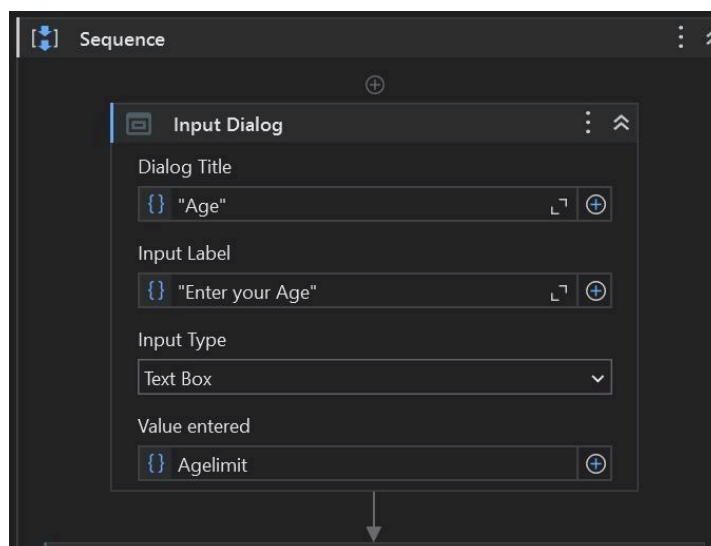 Sequence
Input Dialog
Dialog Title
{} "Age"
Input Label
{} "Enter your Age"
Input Type
Text Box
Value entered
{} Agelimit